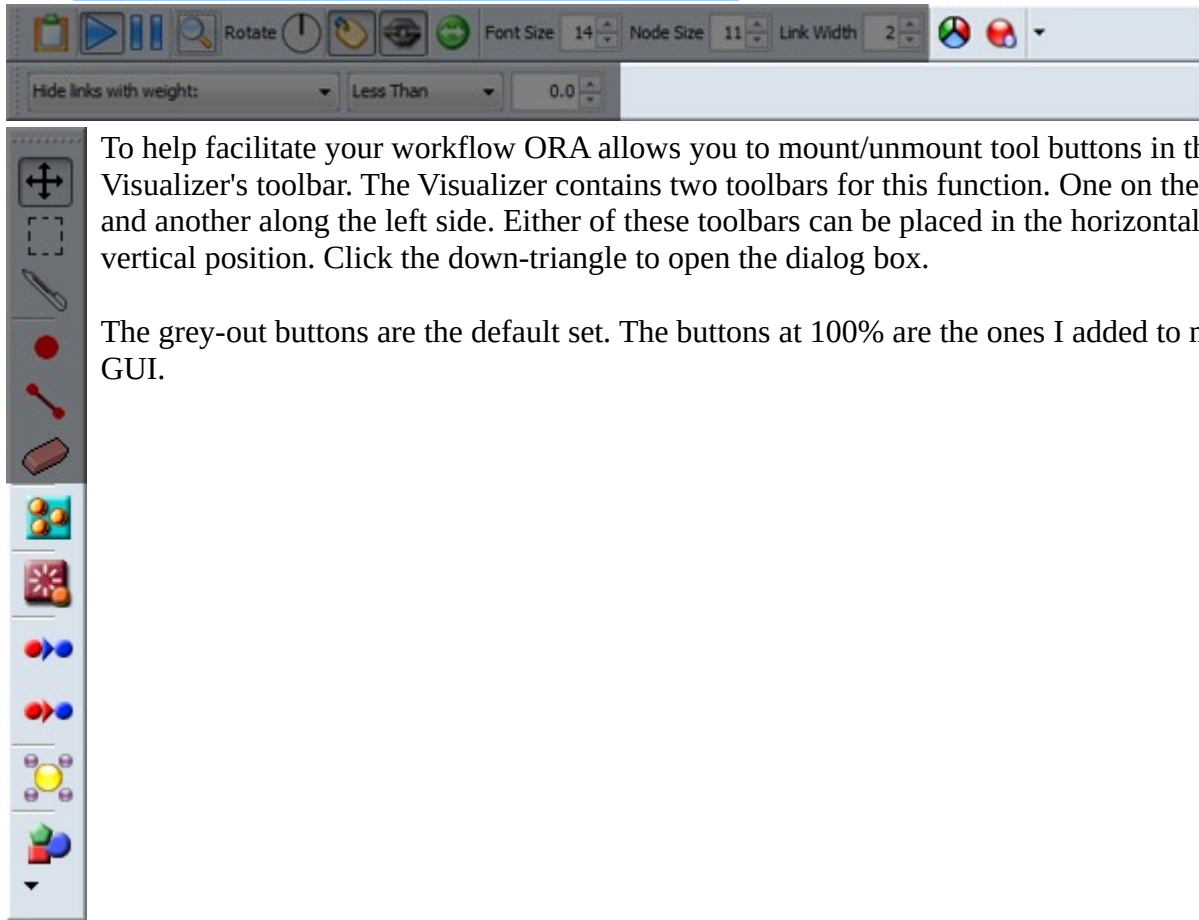 Rotate Font Size 14 Node Size 11 Link Width 2
Hide links with weight: Less Than 0.0
To help facilitate your workflow ORA allows you to mount/unmount tool buttons in
Visualizer's toolbar. The Visualizer contains two toolbars for this function. One on the
and another along the left side. Either of these toolbars can be placed in the horizontal
vertical position. Click the down-triangle to open the dialog box.
The grey-out buttons are the default set. The buttons at 100% are the ones I added to
GUI.